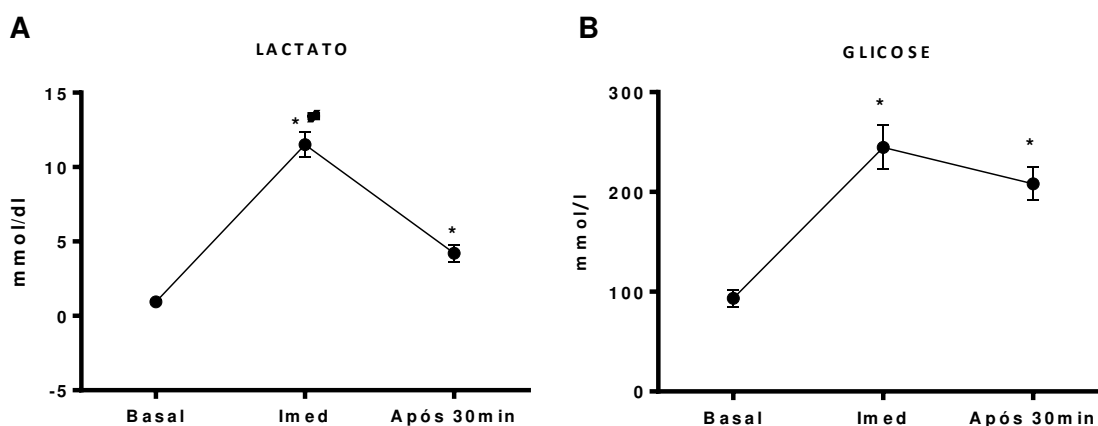 A
LACTATO
mmol/dl
15
10
5
0
-5
*
*
Basal
Imed
Após 30min
B
GLICOSE
mmol/l
300
200
100
0
*
*
Basal
Imed
Após 30min